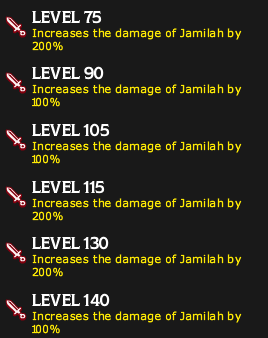 LEVEL 75
Increases the damage of Jamilah by
200%
LEVEL 90
Increases the damage of Jamilah by
100%
LEVEL 105
Increases the damage of Jamilah by
100%
LEVEL 115
Increases the damage of Jamilah by
200%
LEVEL 130
Increases the damage of Jamilah by
200%
LEVEL 140
Increases the damage of Jamilah by
100%